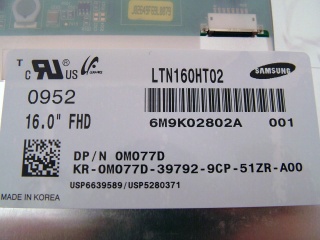 T
c RU US
LTN160HT02
SAMSUNG
0952
16.0" FHD
6M9K02802A 001
DP/N 0M077D
KR-0M077D-39792-9CP-51ZR-A00
USP6639589/USP5280371
MADE IN KOREA